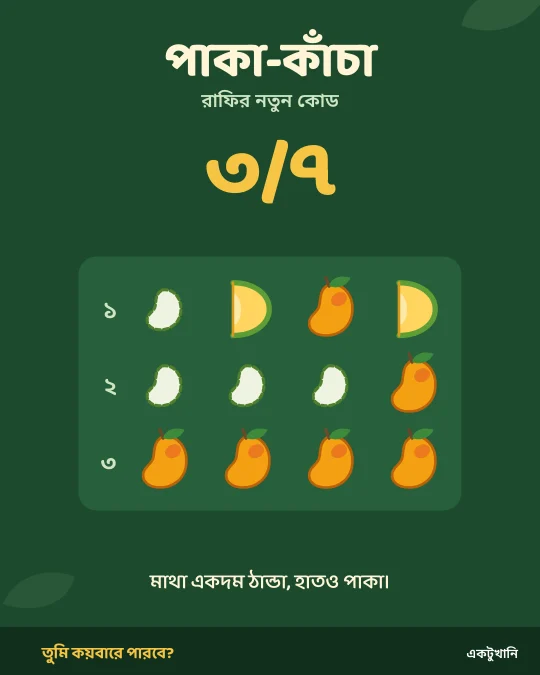 পাকা-কাঁচা
রাফির নতুন কোড
৩/৭
১
২
৩
মাথা একদম ঠান্ডা, হাতও পাকা।
তুমি কয়বারে পারবে?
একটুখানি